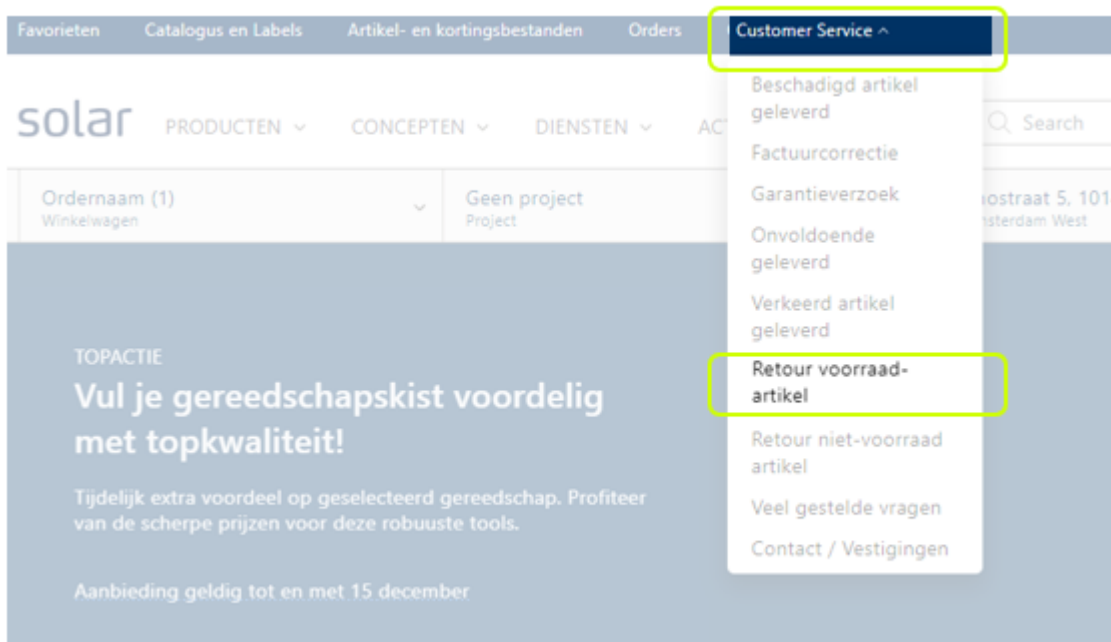 Favorieten Catalogus en Labels Artikel- en kortingsbestanden Orders Customer Service
solar PRODUCTEN CONCEPTEN DIENSTEN Search
Ordernaam (1) Geen project
Winkelwagen Project West
Beschadigd artikel
geleverd
Factuurcorrectie
Garantieverzoek
Onvoldoende
geleverd
Verkeerd artikel
geleverd
Retour voorraad-
artikel
Retour niet-voorraad
artikel
Veel gestelde vragen
Contact / Vestigingen
TOPACTIE
Vul je gereedschapskist voordelig
met topkwaliteit!
Tijdelijk extra voordeel op geselecteerd gereedschap. Profiteer
van de scherpe prijzen voor deze robuuste tools.
Aanbieding geldig tot en met 15 december